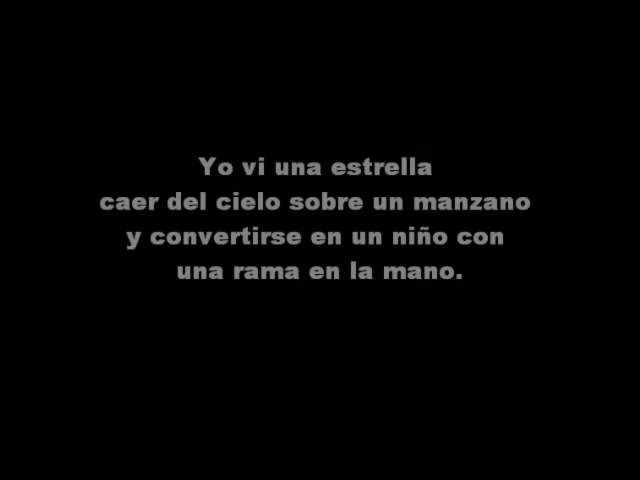 Yo vi una estrella
caer del cielo sobre un manzano
y convertirse en un niño con
una rama en la mano.